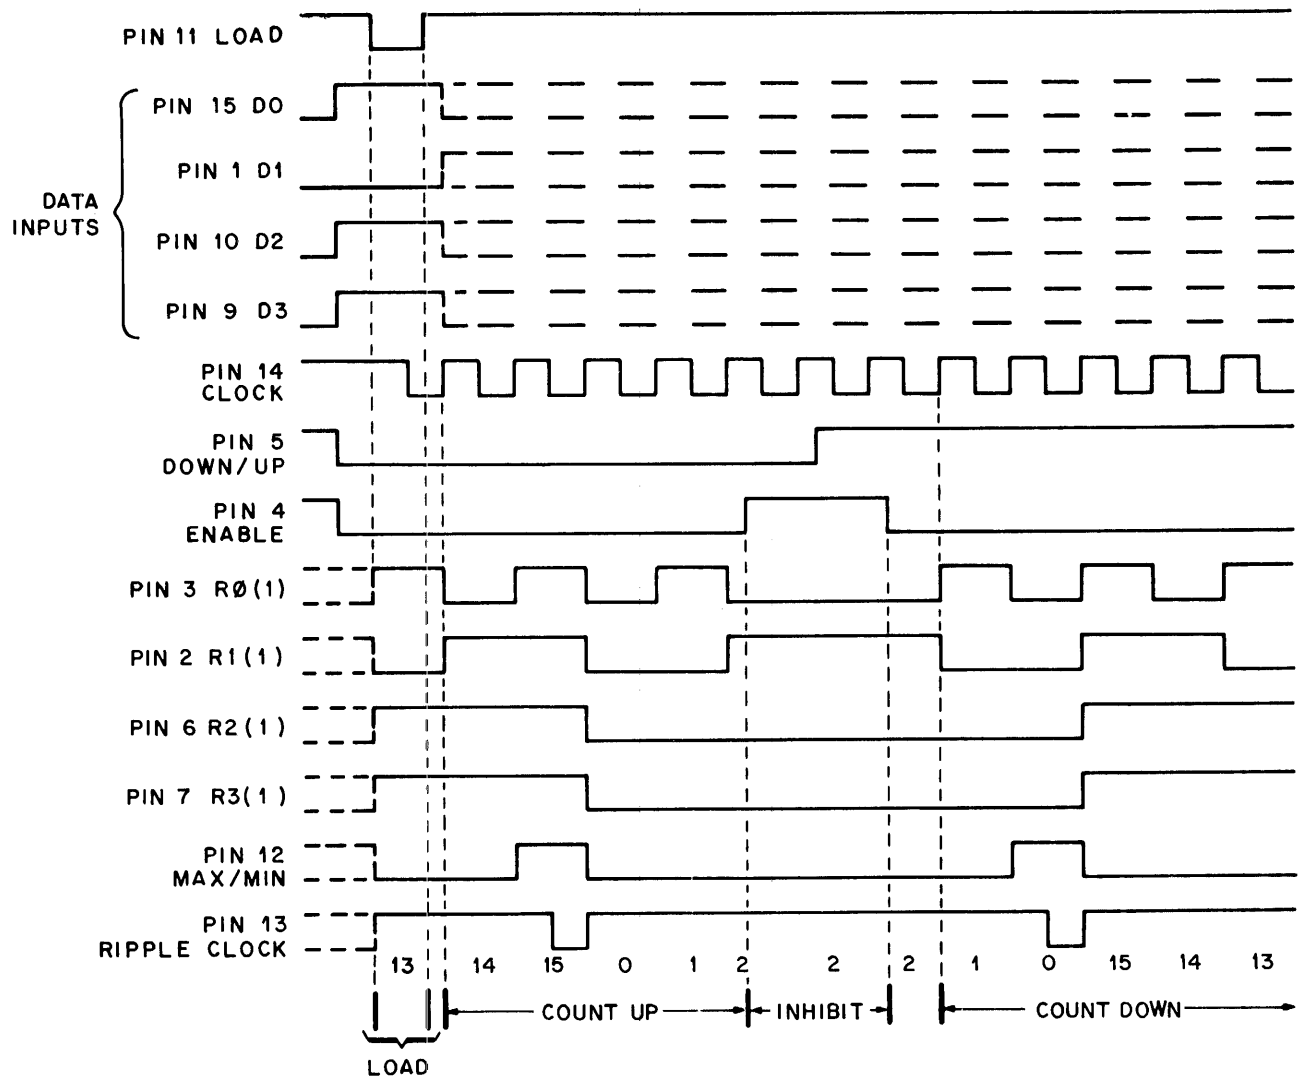 PIN 11 LOAD
PIN 15 D0
PIN 1 D1
DATA
INPUTS
PIN 10 D2
PIN 9 D3
PIN 14
CLOCK
PIN 5
DOWN/UP
PIN 4
ENABLE
PIN 3 RØ(1)
PIN 2 R1(1)
PIN 6 R2(1)
PIN 7 R3(1)
PIN 12
MAX/MIN
PIN 13
RIPPLE CLOCK
13 14 15 0 1 2 2 2 1 0 15 14 13
COUNT UP INHIBIT COUNT DOWN
LOAD